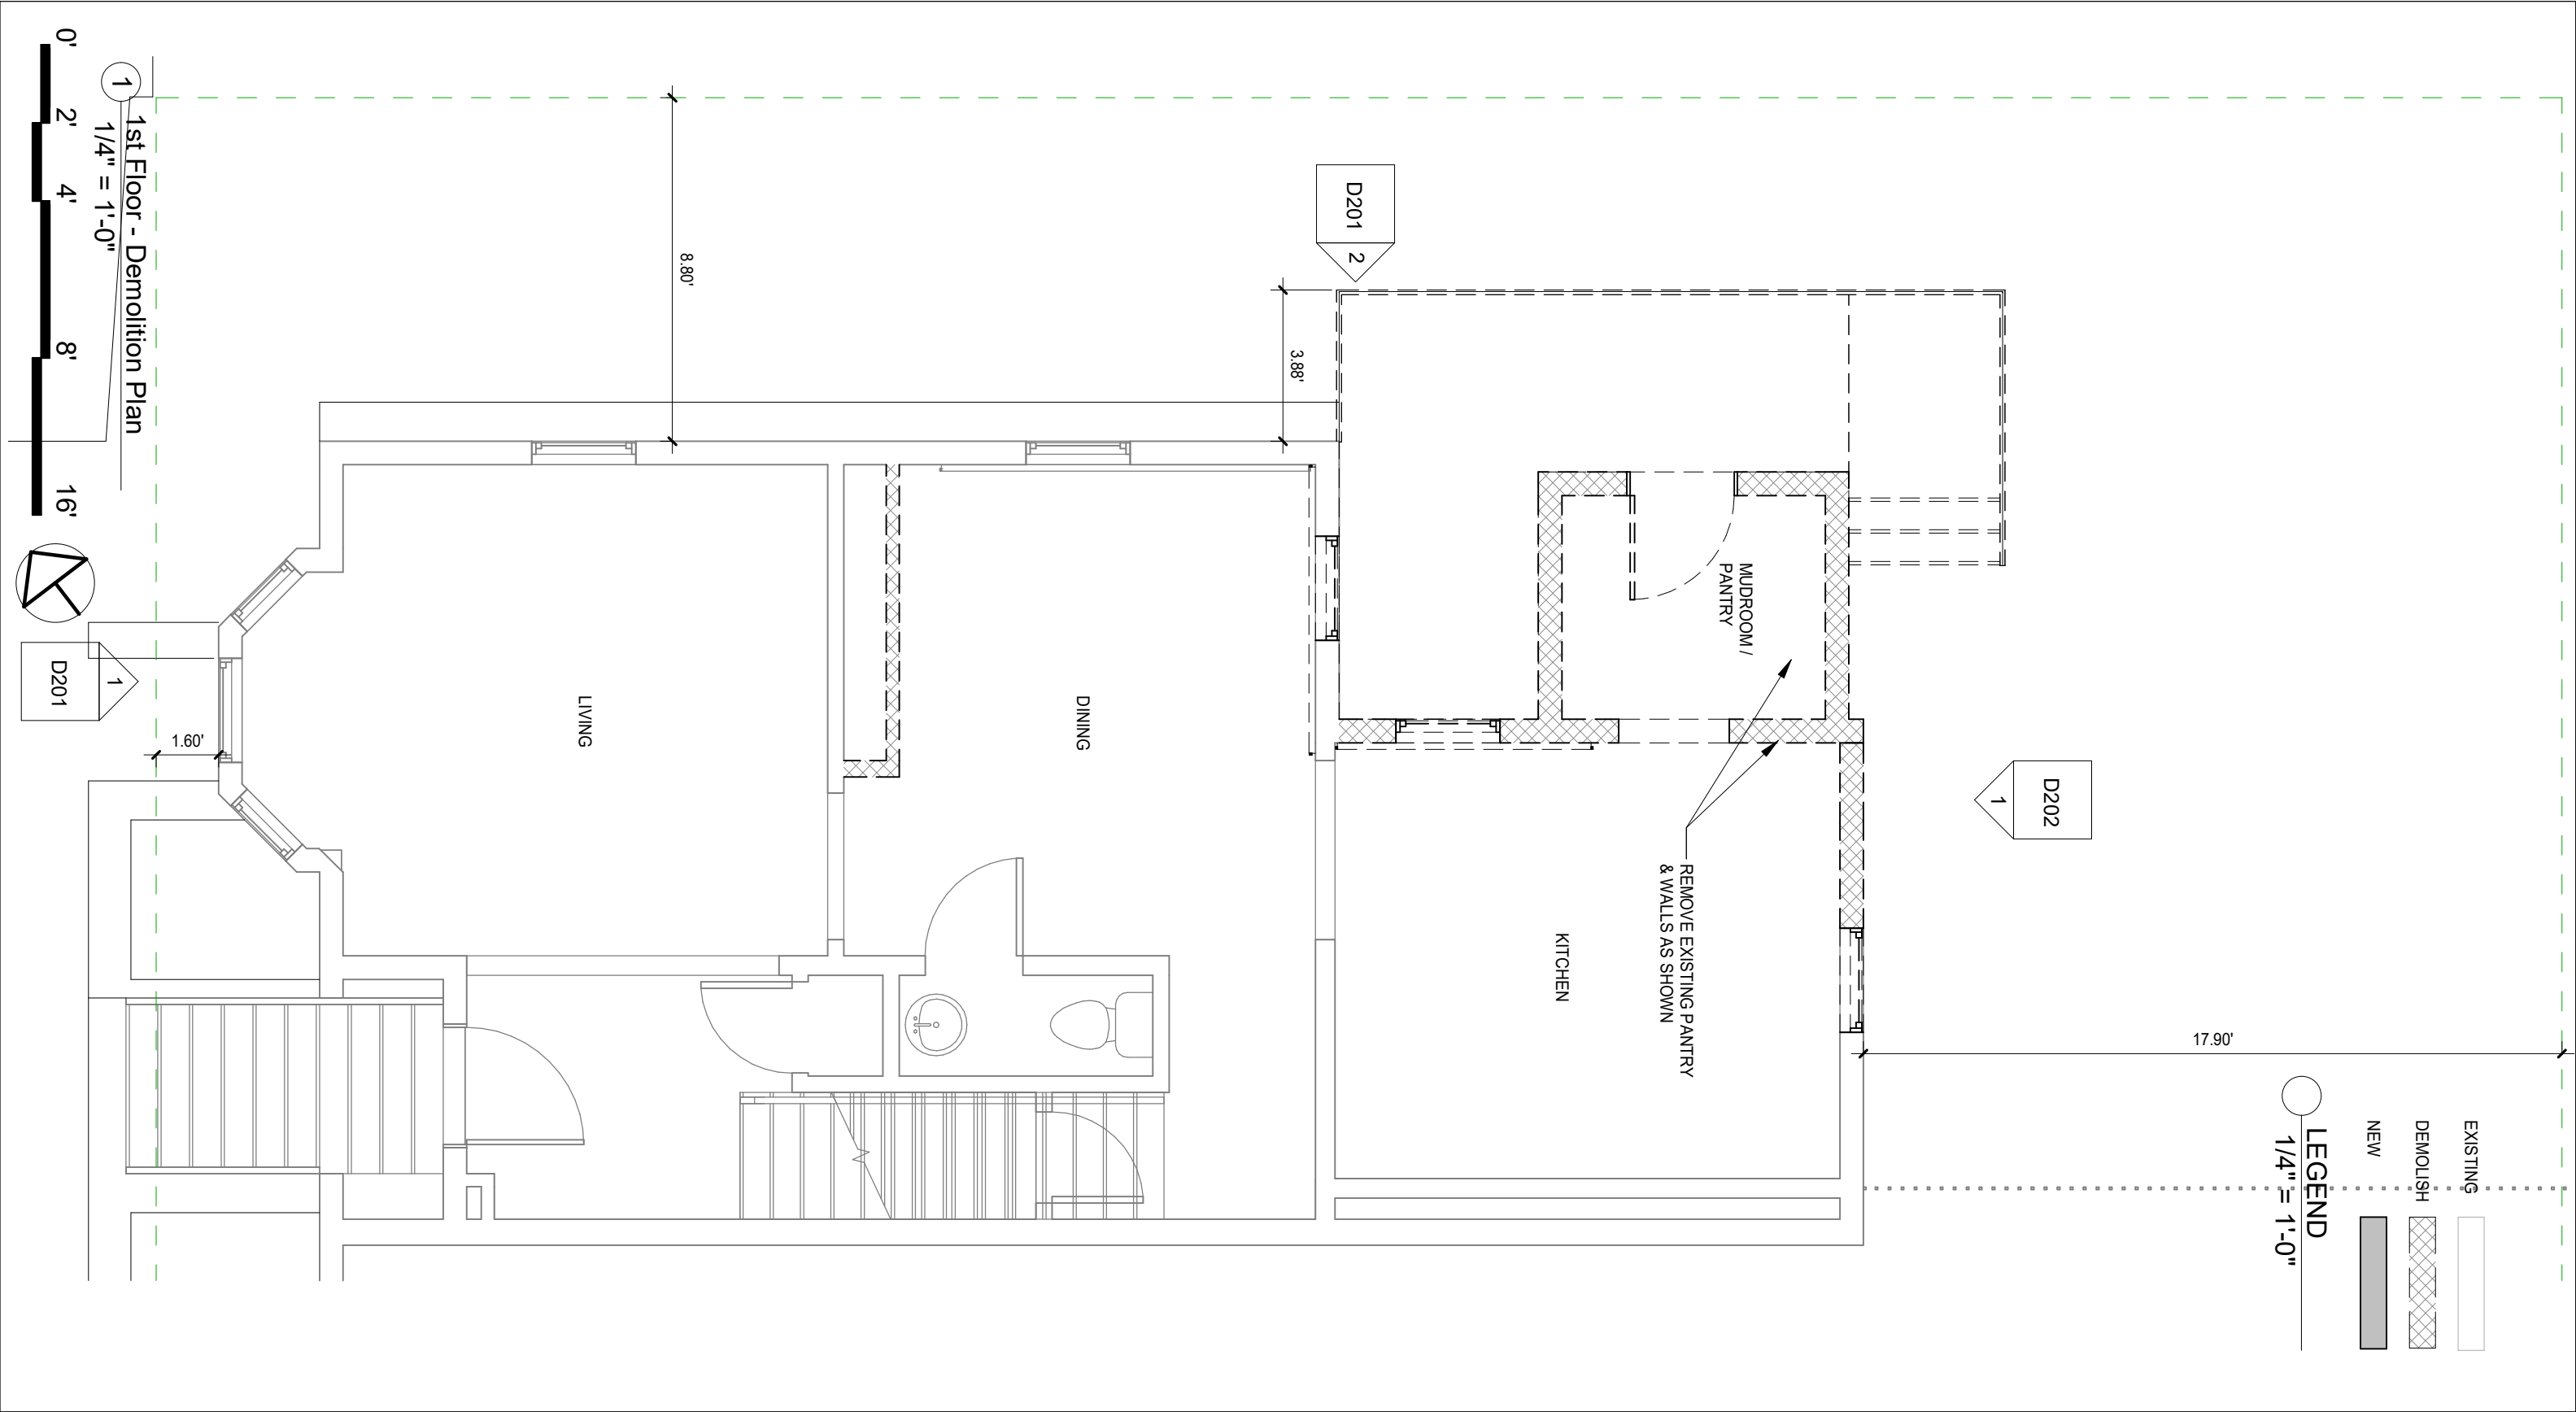 0'
2'
4'
8'
16'
1
1st Floor - Demolition Plan
1/4" = 1'-0"
D201
1
1.60'
8.80'
LIVING
DINING
3.88'
D201
2
MUDROOM /
PANTRY
REMOVE EXISTING PANTRY
& WALLS AS SHOWN
KITCHEN
D202
1
17.90'
LEGEND
1/4" = 1'-0"
EXISTING
DEMOLISH
NEW